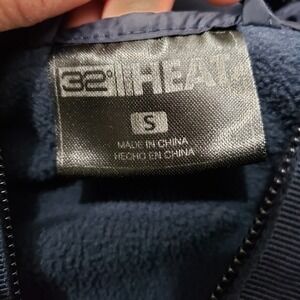 32° HEAT
S
MADE IN CHINA
HECHO EN CHINA